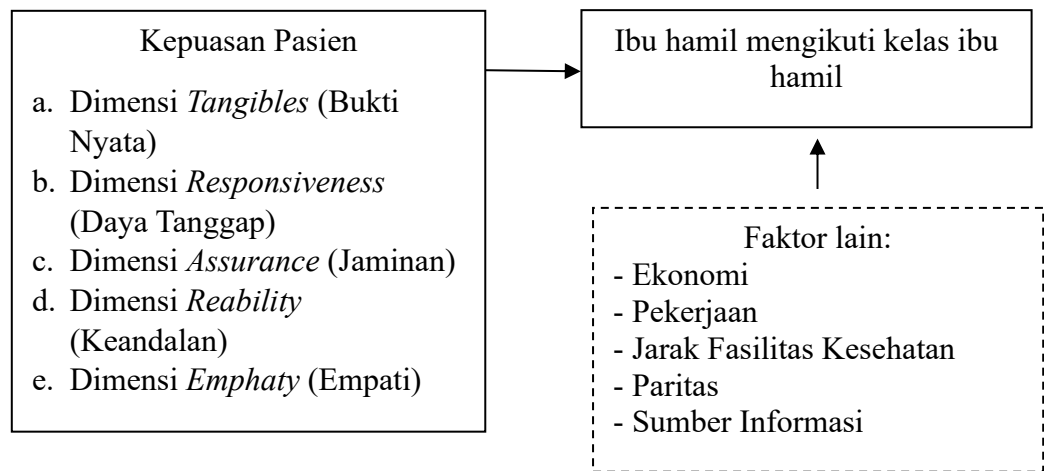 Kepuasan Pasien
a. Dimensi Tangibles (Bukti
Nyata)
b. Dimensi Responsiveness
(Daya Tanggap)
c. Dimensi Assurance (Jaminan)
d. Dimensi Reability
(Keandalan)
e. Dimensi Emphaty (Empati)
Ibu hamil mengikuti kelas ibu
hamil
Faktor lain:
- Ekonomi
- Pekerjaan
- Jarak Fasilitas Kesehatan
- Paritas
- Sumber Informasi